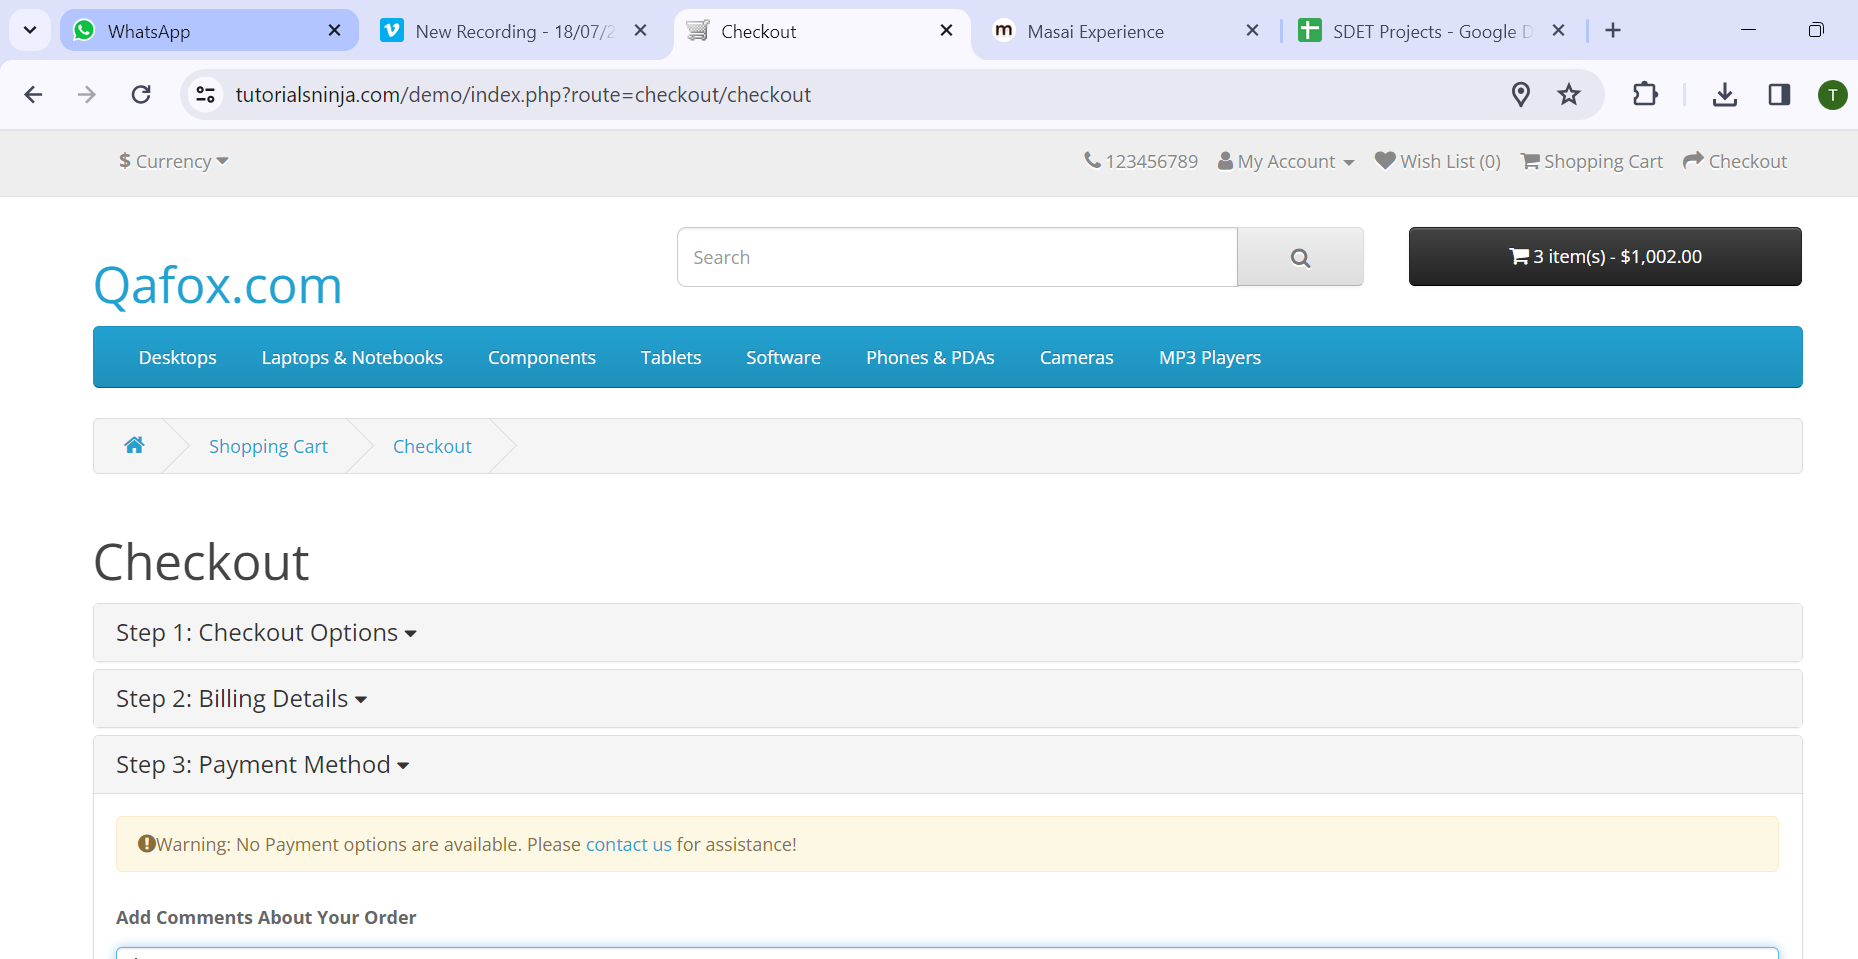 WhatsApp
New Recording - 18/07/2
Checkout
Masai Experience
SDET Projects - Google D
tutorialsninja.com/demo/index.php?route=checkout/checkout
T
$ Currency
123456789
My Account
Wish List (0)
Shopping Cart
Checkout
Qafox.com
Search
3 item(s) - $1,002.00
Desktops
Laptops & Notebooks
Components
Tablets
Software
Phones & PDAs
Cameras
MP3 Players
Shopping Cart
Checkout
Checkout
Step 1: Checkout Options
Step 2: Billing Details
Step 3: Payment Method
Warning: No Payment options are available. Please contact us for assistance!
Add Comments About Your Order